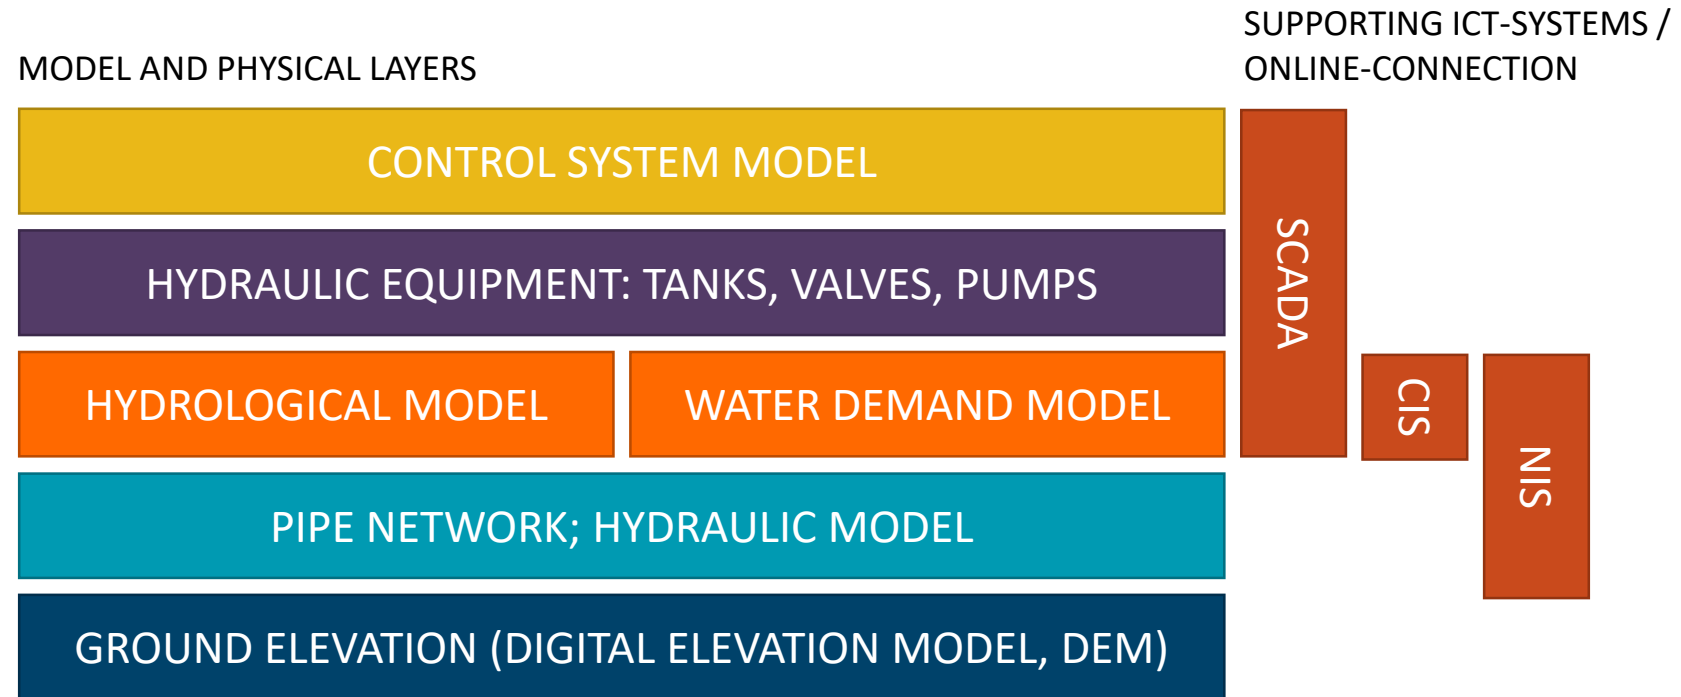 MODEL AND PHYSICAL LAYERS
SUPPORTING ICT-SYSTEMS /
ONLINE-CONNECTION
CONTROL SYSTEM MODEL
HYDRAULIC EQUIPMENT: TANKS, VALVES, PUMPS
HYDROLOGICAL MODEL
WATER DEMAND MODEL
PIPE NETWORK; HYDRAULIC MODEL
GROUND ELEVATION (DIGITAL ELEVATION MODEL, DEM)
SCADA
CIS
NIS